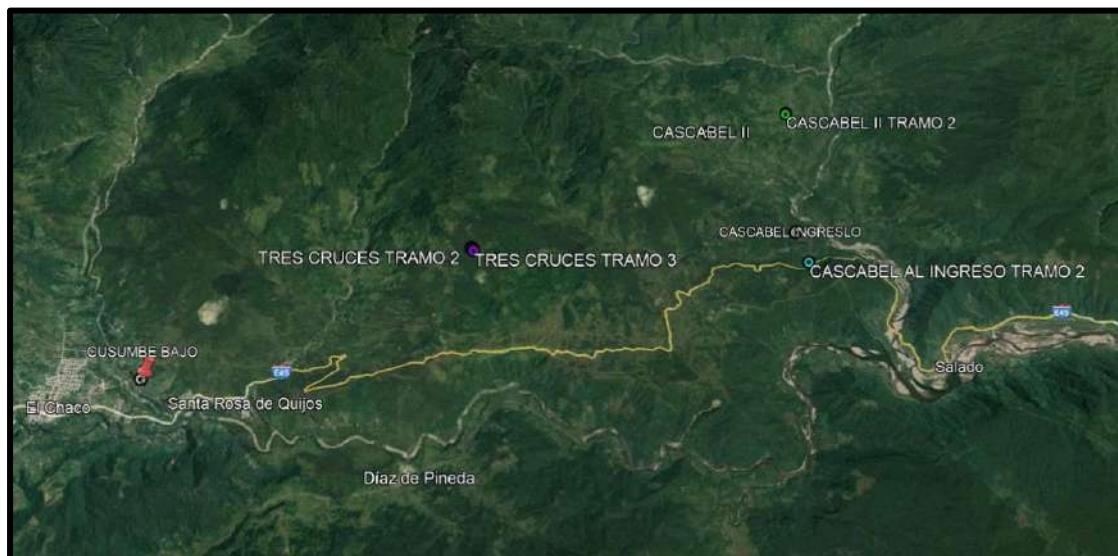 CASCABEL II TRAMO 2
CASCABEL II
CASCABEL INGRESLO
TRES CRUCES TRAMO 2
TRES CRUCES TRAMO 3
CASCABEL AL INGRESO TRAMO 2
E45
CUSUMBE BAJO
E45
Salado
El Chaco
Santa Rosa de Quijos
Díaz de Pineda